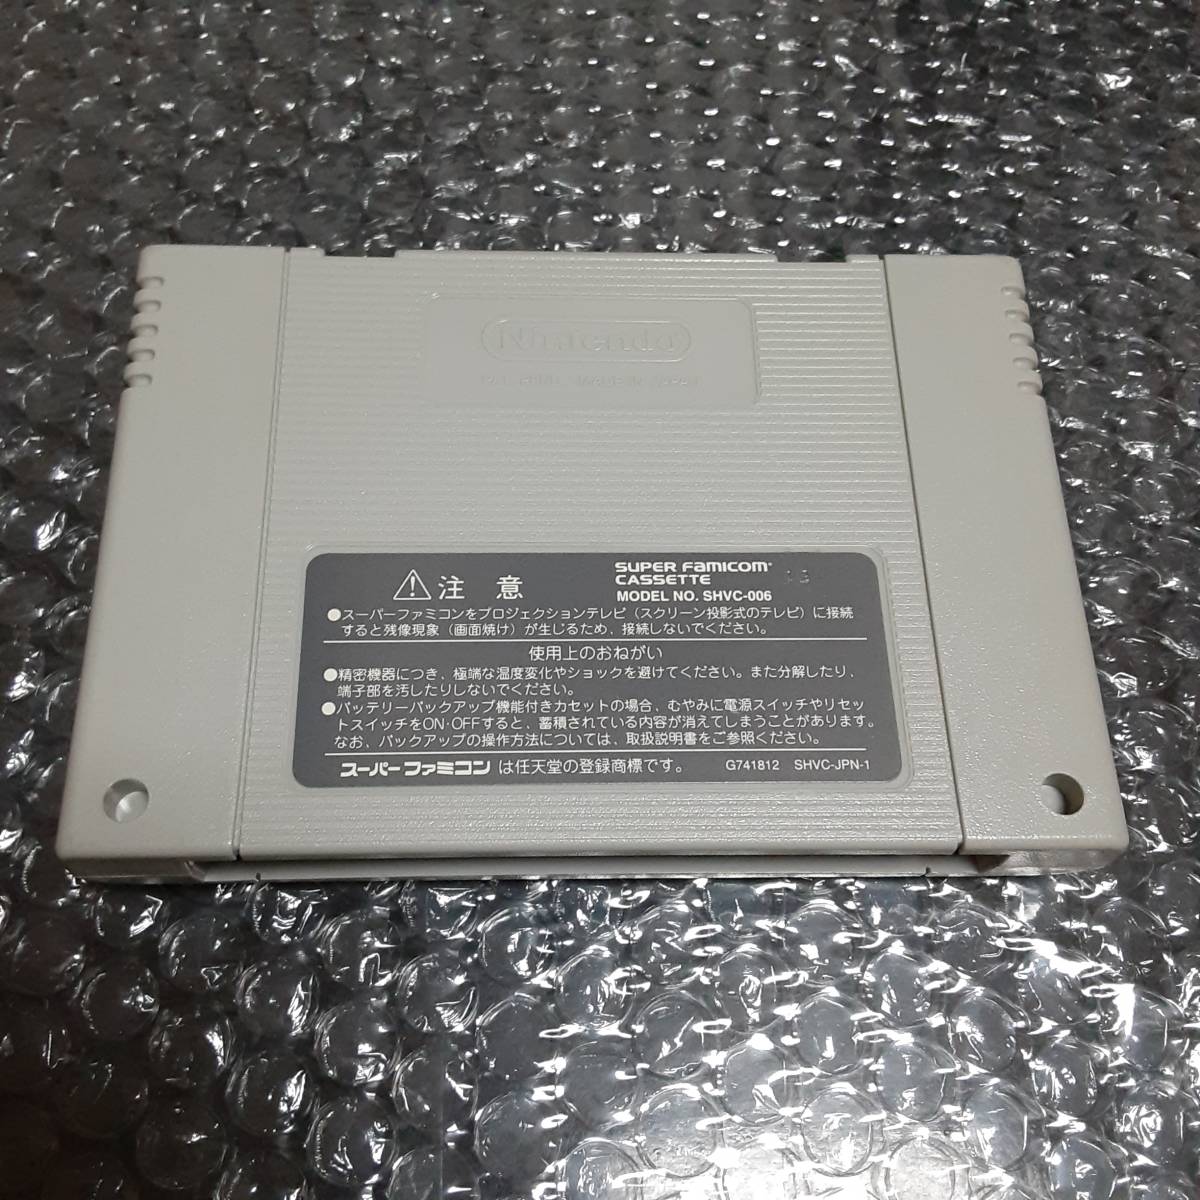 Nintendo
MADE IN JAPAN
注 意
SUPER FAMICOM
CASSETTE
MODEL NO. SHVC-006
●スーパーファミコンをプロジェクションテレビ（スクリーン投影式のテレビ）に接続
すると残像現象（画面焼け）が生じるため、接続しないでください。
使用上のおねがい
●精密機器につき、極端な温度変化やショックを避けてください。また分解したり、
端子部を汚したりしないでください。
●バッテリーバックアップ機能付きカセットの場合、むやみに電源スイッチやリセッ
トスイッチをON・OFFすると、蓄積されている内容が消えてしまうことがあります。
なお、バックアップの操作方法については、取扱説明書をご参照ください。
スーパーファミコン は任天堂の登録商標です。 G741812 SHVC-JPN-1